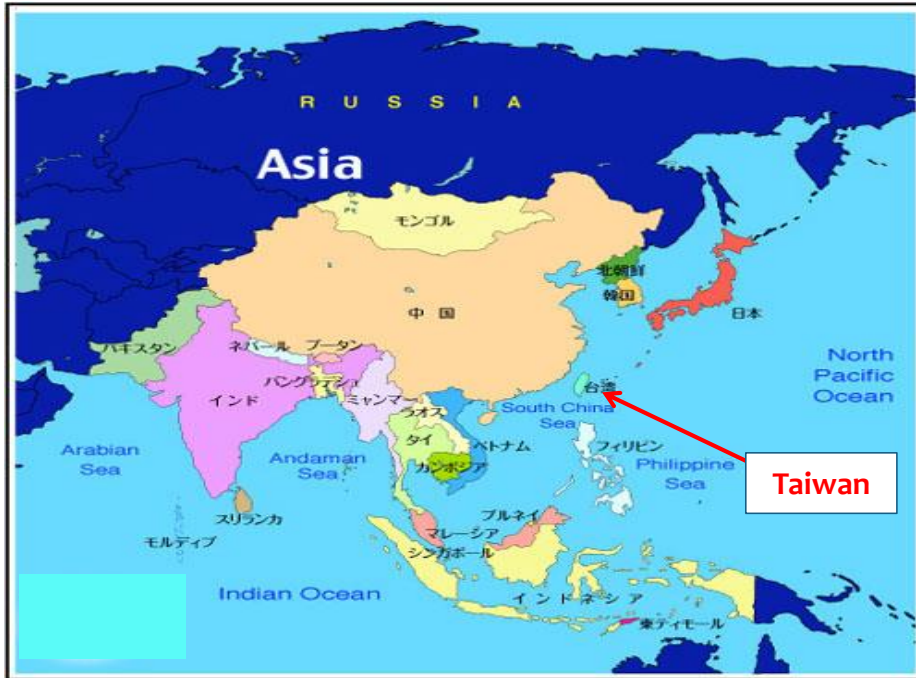 RUSSIA
Asia
モンゴル
北朝鮮
韓国
中国
日本
パキスタン
ネパール
ブータン
バングラデシュ
インド
ミャンマー
台湾
North
Pacific
Ocean
ラオス
South China
Sea
タイ
ベトナム
フィリピン
Arabian
Sea
Andaman
Sea
カンボジア
Philippine
Sea
Taiwan
スリランカ
モルディブ
ブルネイ
マレーシア
シンガポール
Indian Ocean
インドネシア
東ティモール